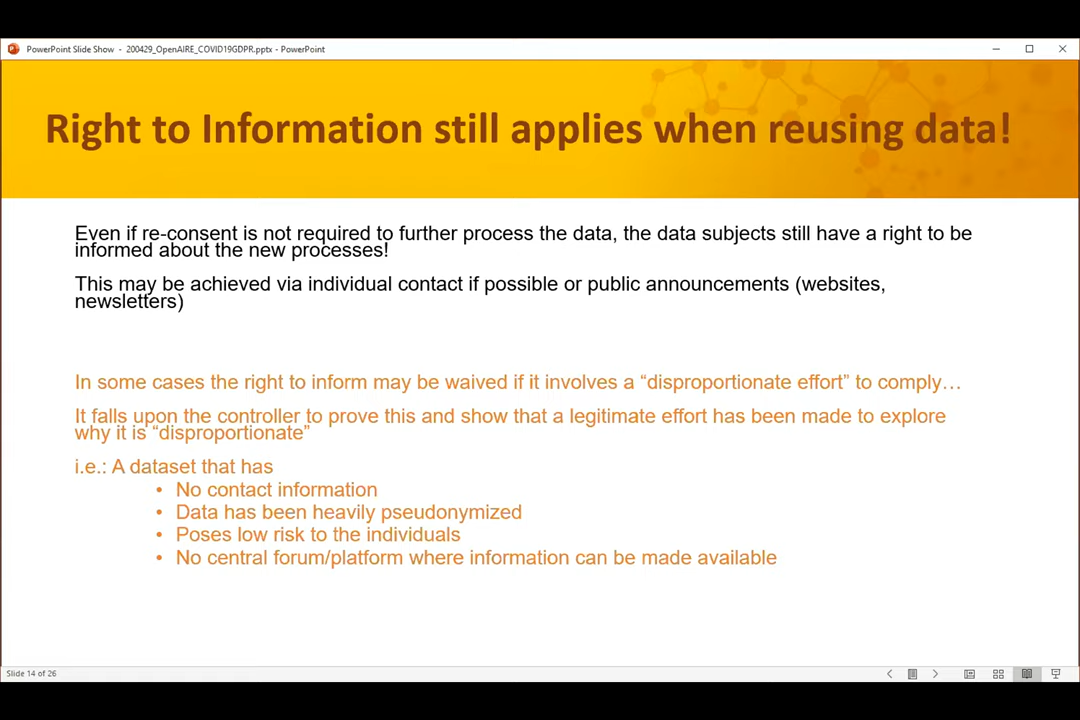 PowerPoint Slide Show - 200429_OpenAIRE_COVID19GDPR.pptx - PowerPoint
Right to Information still applies when reusing data!
Even if re-consent is not required to further process the data, the data subjects still have a right to be
informed about the new processes!
This may be achieved via individual contact if possible or public announcements (websites,
newsletters)
In some cases the right to inform may be waived if it involves a “disproportionate effort” to comply…
It falls upon the controller to prove this and show that a legitimate effort has been made to explore
why it is “disproportionate”
i.e.: A dataset that has
• No contact information
• Data has been heavily pseudonymized
• Poses low risk to the individuals
• No central forum/platform where information can be made available
Slide 14 of 26